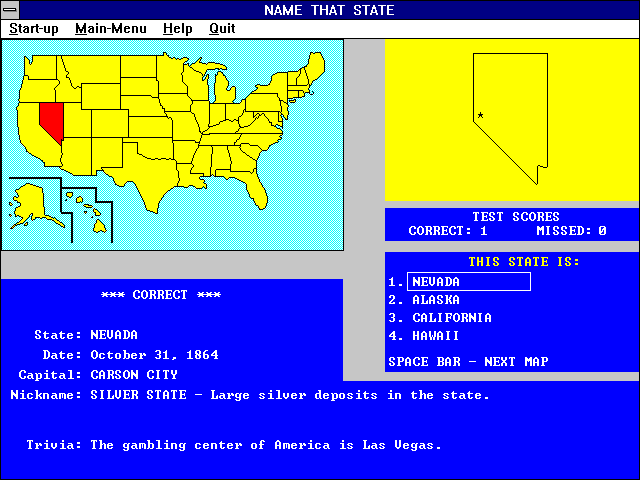 NAME THAT STATE
Start-up Main-Menu Help Quit
TEST SCORES
CORRECT: 1 MISSED: 0
THIS STATE IS:
1. NEVADA
2. ALASKA
3. CALIFORNIA
4. HAWAII
SPACE BAR - NEXT MAP
*** CORRECT ***
State: NEVADA
Date: October 31, 1864
Capital: CARSON CITY
Nickname: SILVER STATE - Large silver deposits in the state.
Trivia: The gambling center of America is Las Vegas.